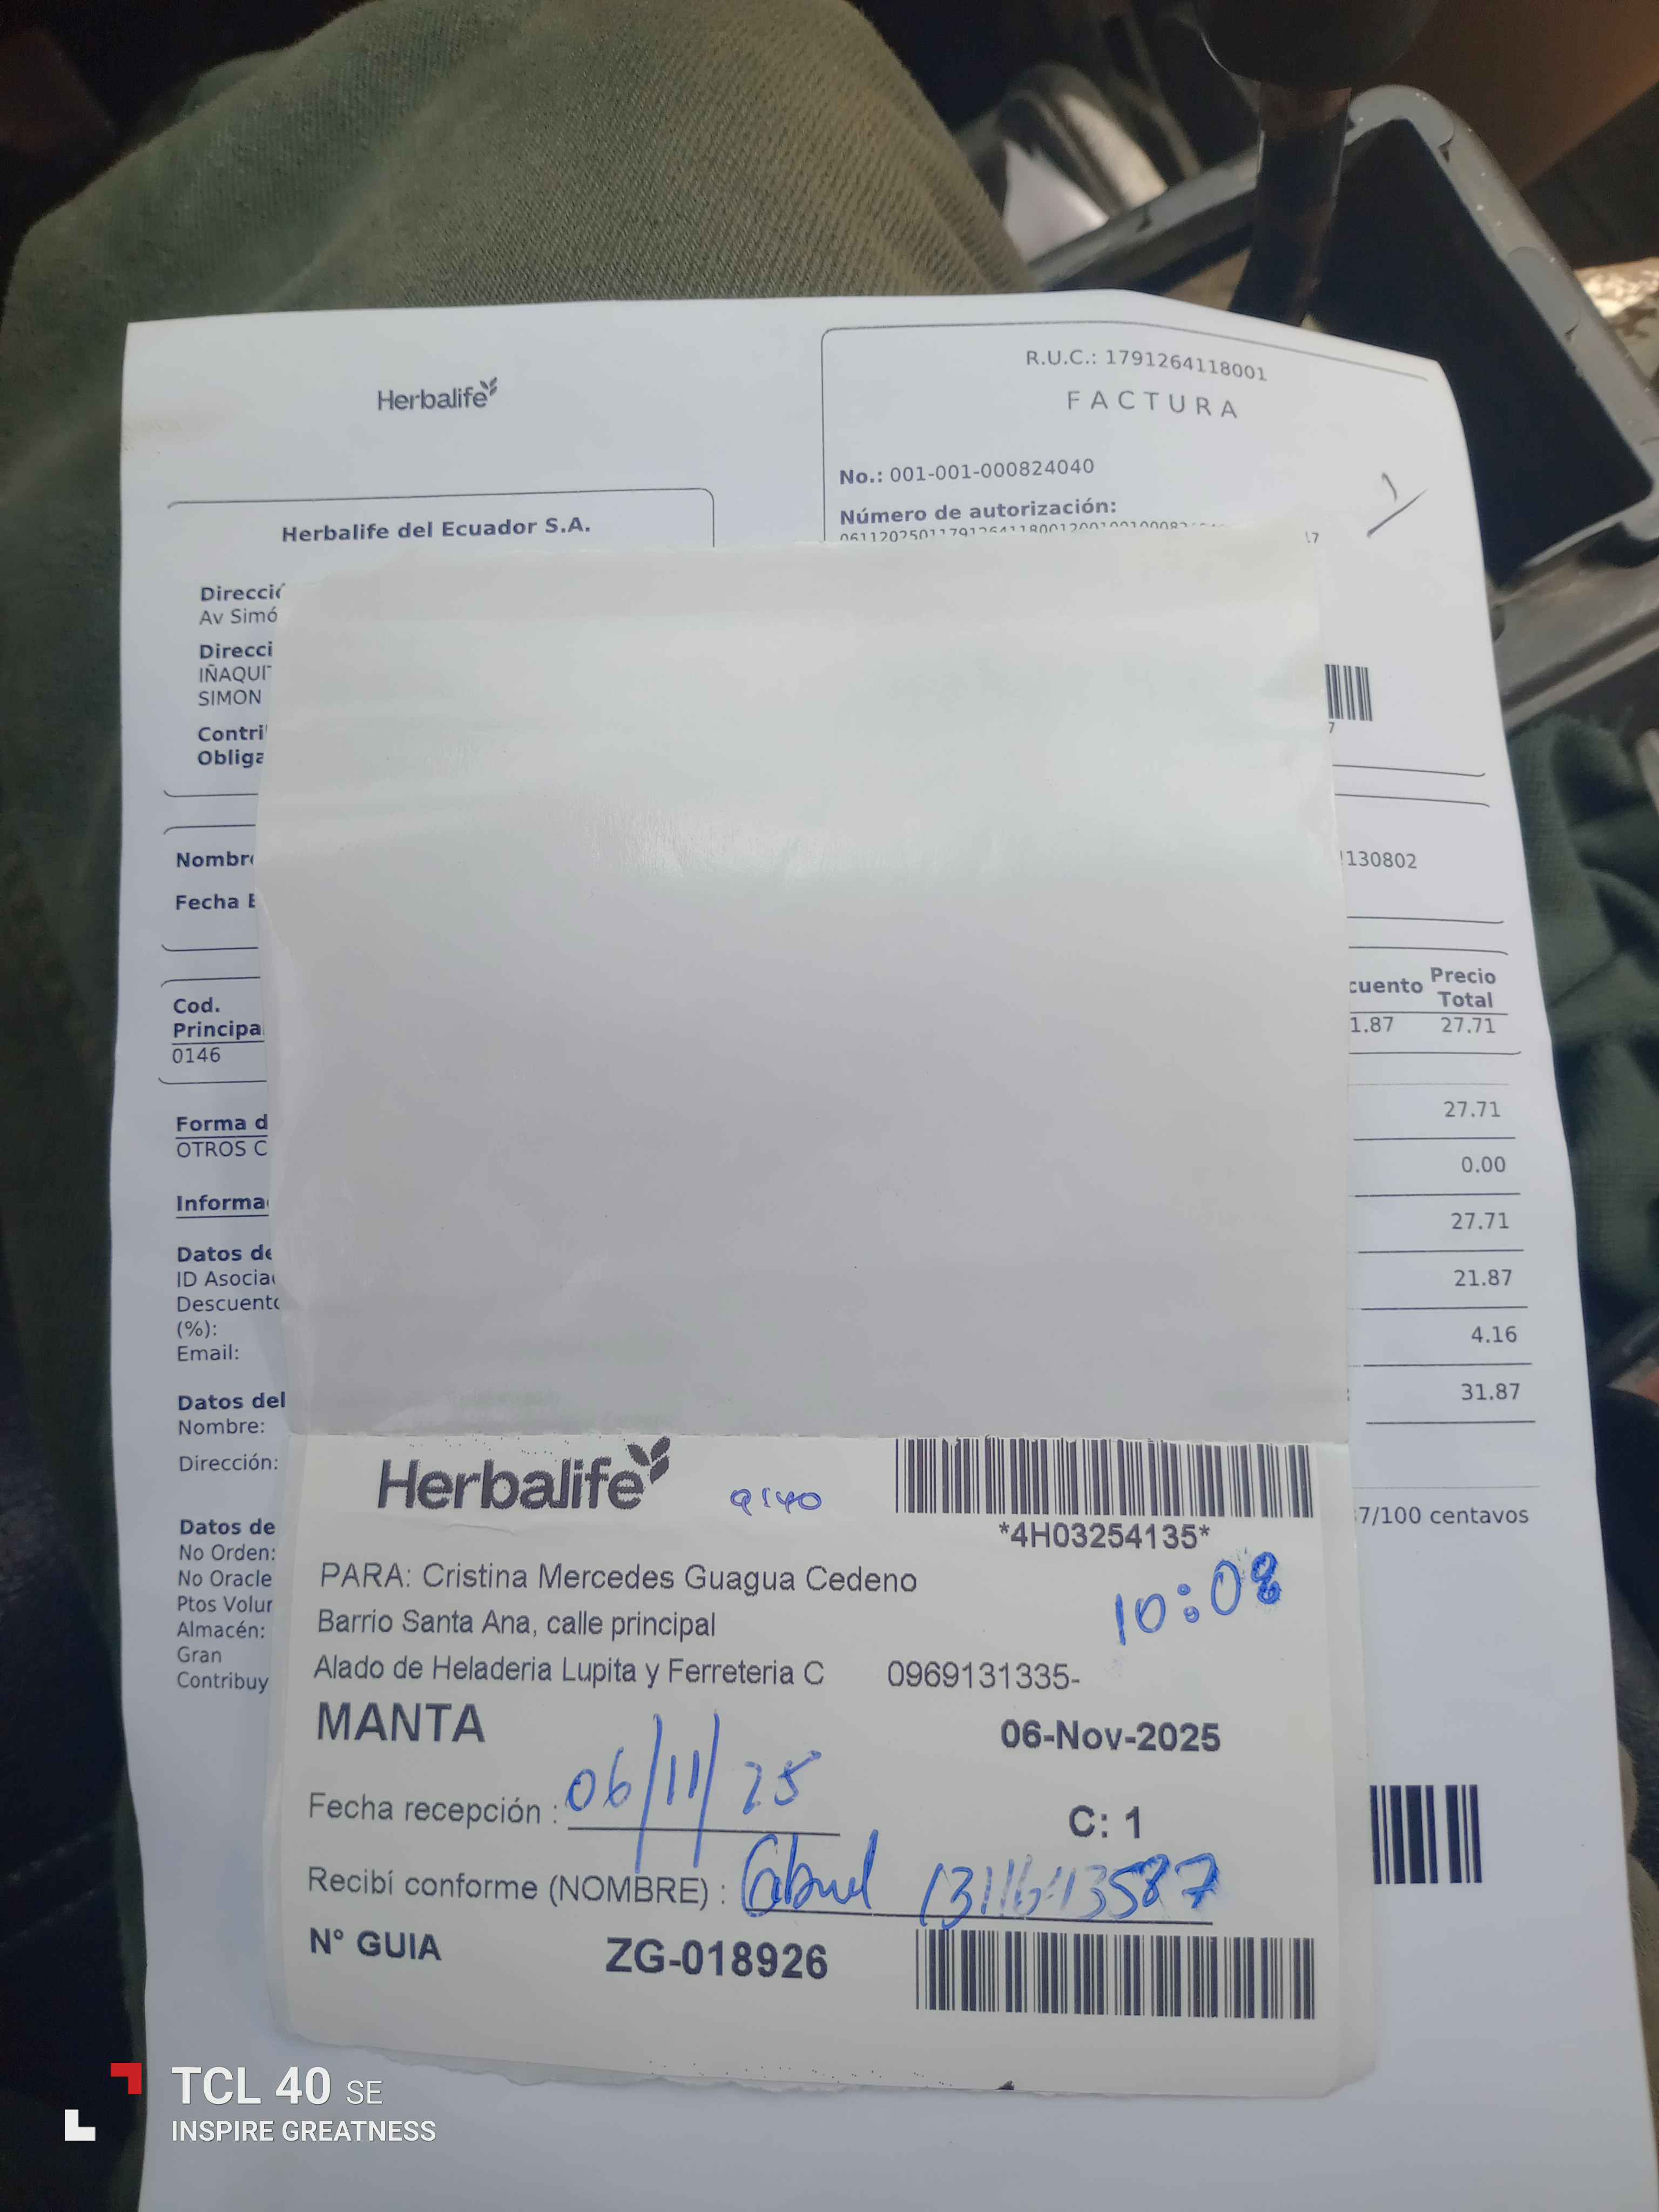 Herbalife
R.U.C.: 1791264118001
FACTURA
No.: 001-001-000824040
Número de autorización:
Herbalife del Ecuador S.A.
Av Simó
IÑAQUI
SIMON
Contri
Obliga
Nombr
Fecha E
130802
Cod.
Principa
0146
cuento
Precio
Total
1.87 27.71
Forma d
OTROS C
27.71
0.00
27.71
21.87
4.16
31.87
Informa
Datos de
ID Asocia
Descuento
(%):
Email:
Datos del
Nombre:
Dirección:
7/100 centavos
Datos de
No Orden:
No Oracle
Ptos Volur
Almacén:
Gran
Contribuy
Herbalife
9:40
*4H03254135*
PARA: Cristina Mercedes Guagua Cedeno
10:08
Barrio Santa Ana, calle principal
Alado de Heladeria Lupita y Ferreteria C 0969131335-
MANTA
06-Nov-2025
Fecha recepción : 06/11/25
C: 1
Recibí conforme (NOMBRE) :
N° GUIA ZG-018926
TCL 40 SE
INSPIRE GREATNESS